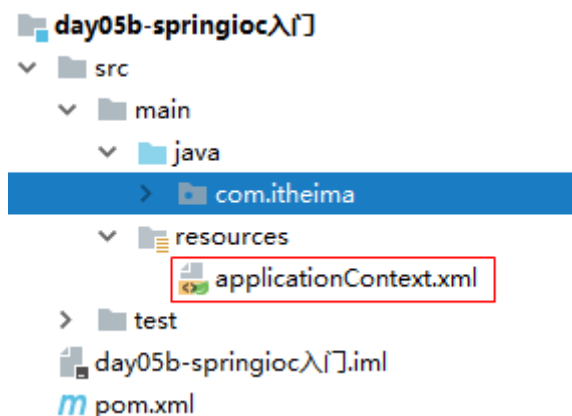 day05b-springioc入门
src
main
java
com.itheima
resources
applicationContext.xml
test
day05b-springioc入门.iml
pom.xml